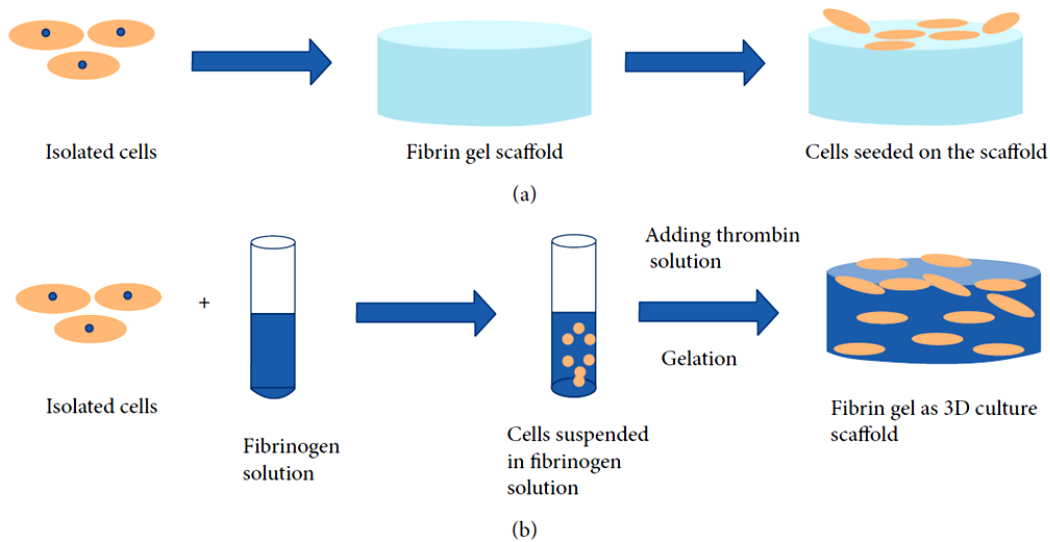 Isolated cells
Fibrin gel scaffold
Cells seeded on the scaffold
(a)
Adding thrombin
solution
+
Gelation
Isolated cells
Fibrinogen
solution
Cells suspended
in fibrinogen
solution
Fibrin gel as 3D culture
scaffold
(b)